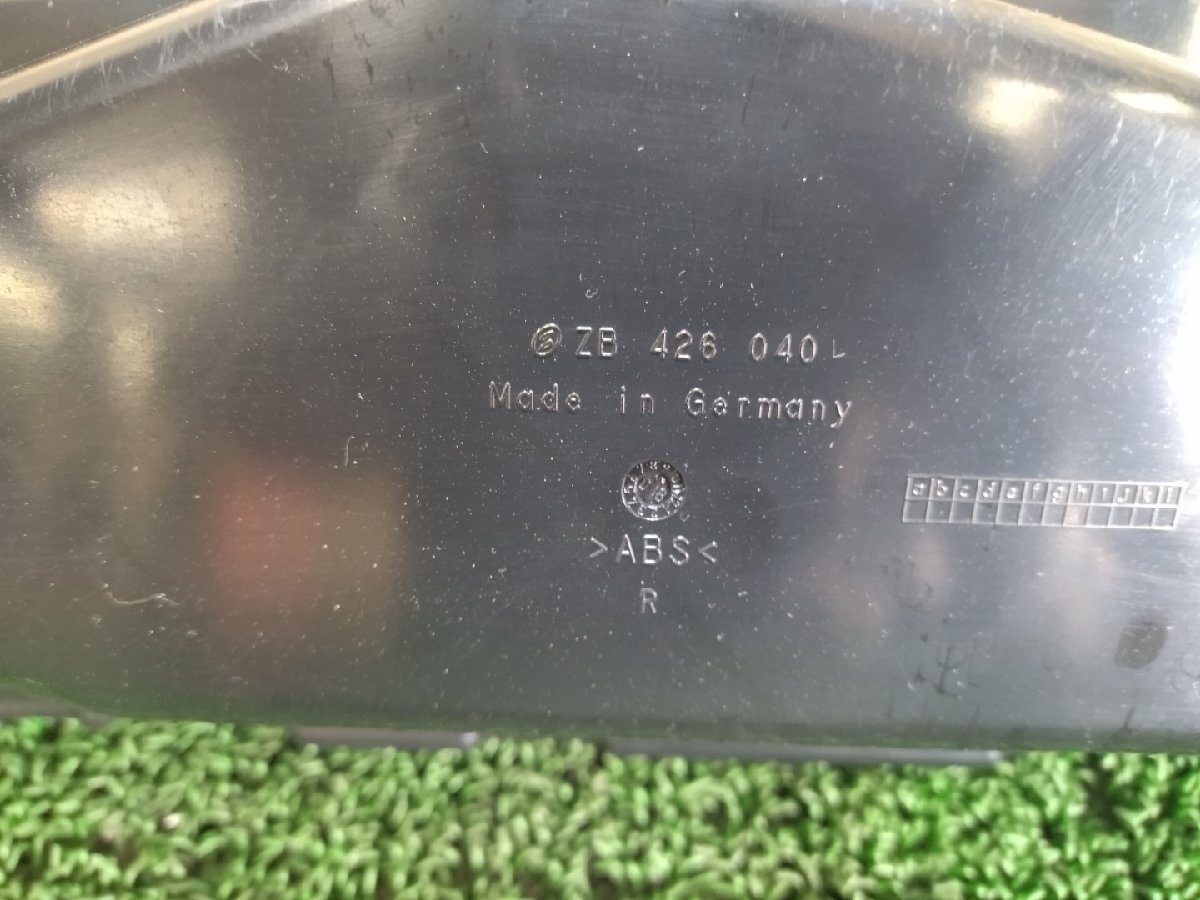 ZB 426 040 L
Made in Germany
a b c d e f g h i j k l
>ABS<
R